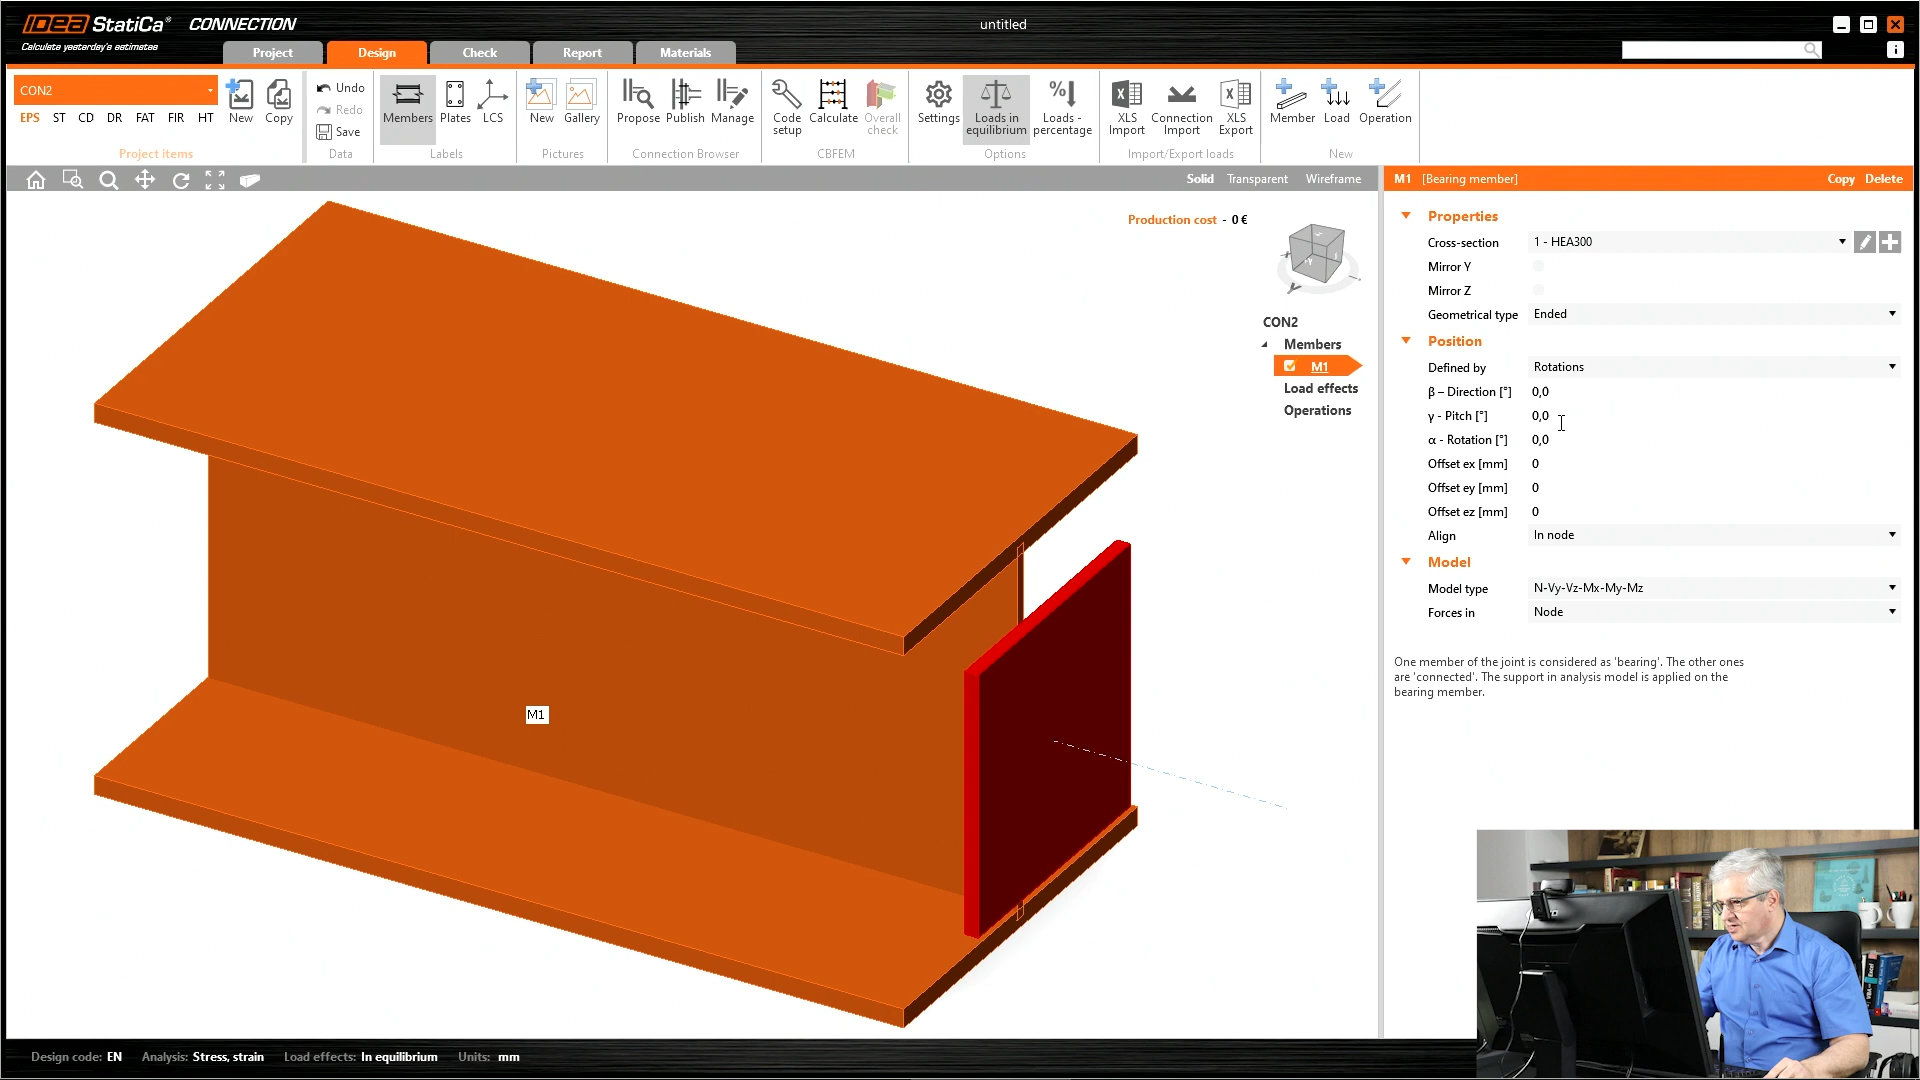 IDEA StatiCa® CONNECTION
Calculate yesterday's estimates
untitled
Project Design Check Report Materials
CON2
EPS ST CD DR FAT FIR HT
New Copy
Project items
Undo
Redo
Save
Data
Members Plates LCS
Labels
New Gallery
Pictures
Propose Publish Manage
Connection Browser
Code setup Calculate Overall check
CBFEM
Settings Loads in equilibrium Loads - percentage
Options
XLS Import Connection Import XLS Export
Import/Export loads
Member Load Operation
New
Solid Transparent Wireframe
Production cost - 0 €
CON2
Members
M1
Load effects
Operations
M1
M1 [Bearing member] Copy Delete
Properties
Cross-section 1 - HEA300
Mirror Y
Mirror Z
Geometrical type Ended
Position
Defined by Rotations
β – Direction [°] 0,0
γ - Pitch [°] 0,0
α - Rotation [°] 0,0
Offset ex [mm] 0
Offset ey [mm] 0
Offset ez [mm] 0
Align In node
Model
Model type N-Vy-Vz-Mx-My-Mz
Forces in Node
One member of the joint is considered as 'bearing'. The other ones
are 'connected'. The support in analysis model is applied on the
bearing member.
Design code: EN Analysis: Stress, strain Load effects: In equilibrium Units: mm